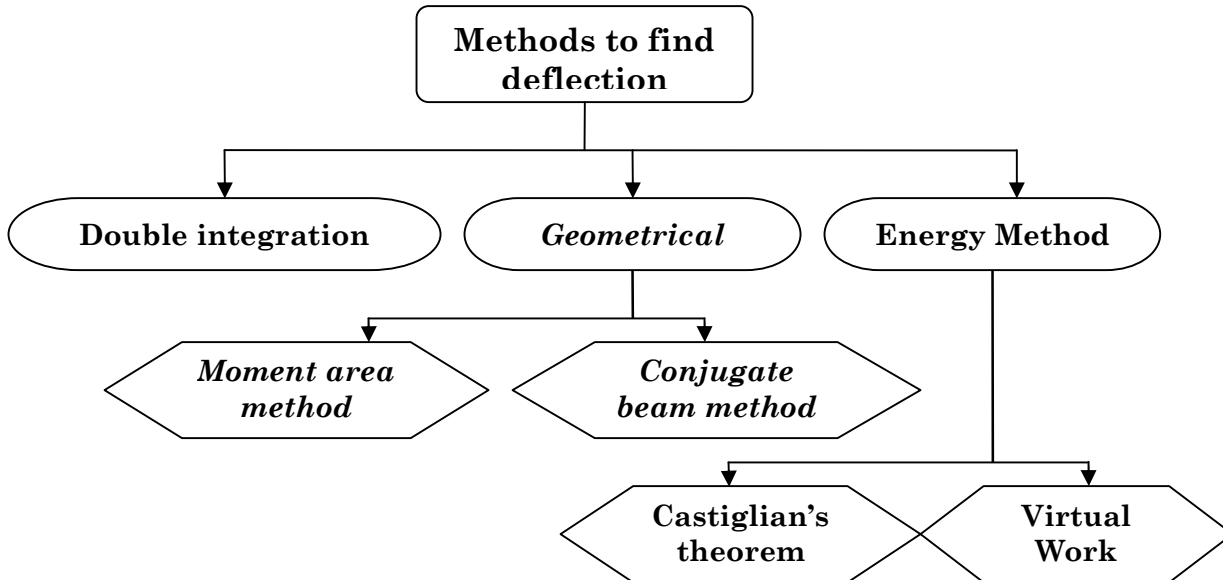 Methods to find
deflection
Double integration
Geometrical
Energy Method
Moment area
method
Conjugate
beam method
Castiglian's
theorem
Virtual
Work